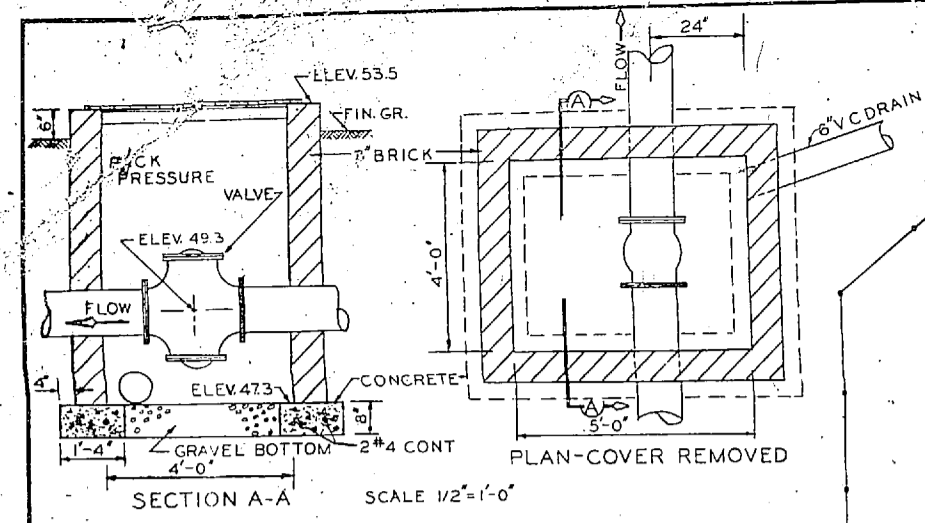 24"
FLOW
A
6" V C DRAIN
ELEV. 53.5
FIN. GR.
6"
BRICK
PRESSURE
VALVE
ELEV. 49.3
FLOW
4'-0"
4"
ELEV. 47.3
CONCRETE
8"
A
1'-4"
GRAVEL BOTTOM
2 #4 CONT
4'-0"
5'-0"
PLAN-COVER REMOVED
SECTION A-A
SCALE 1/2"=1'-0"